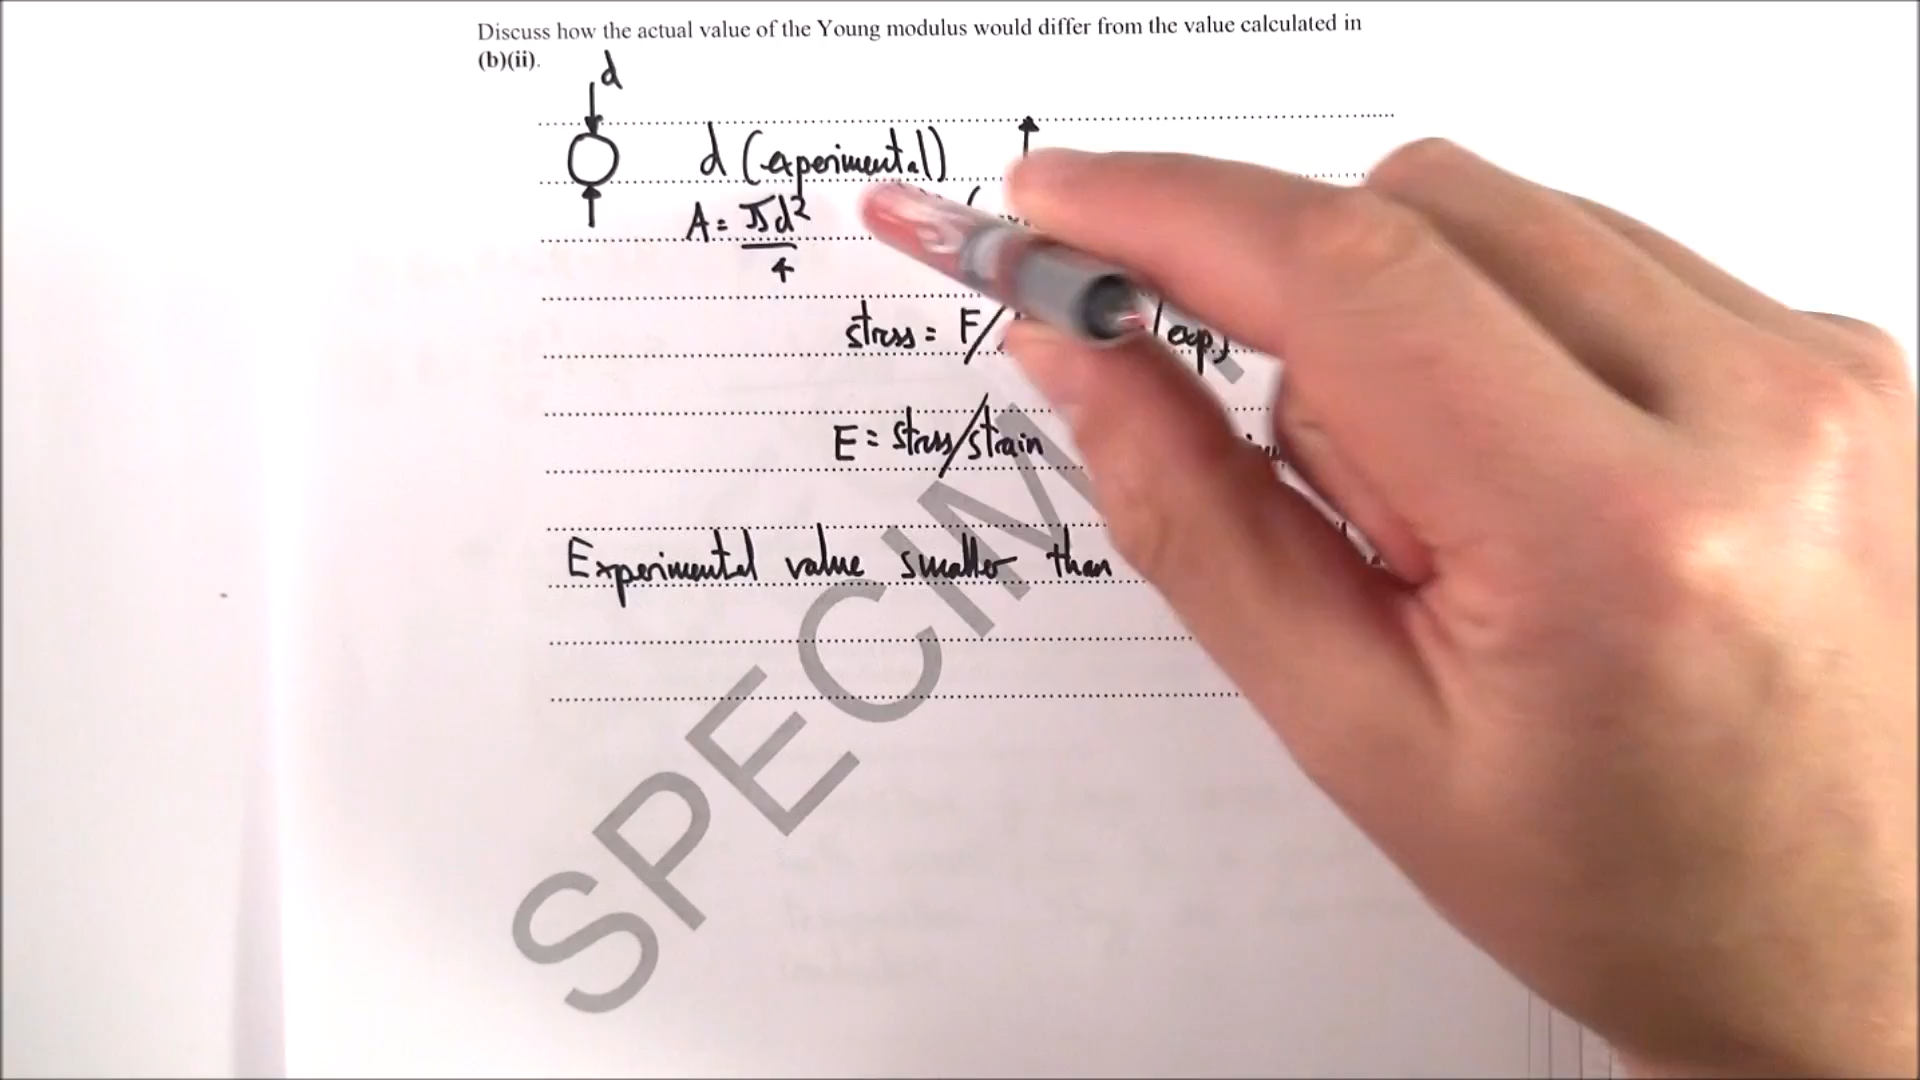 Discuss how the actual value of the Young modulus would differ from the value calculated in
(b)(ii).
d
d (experimental)
A = πd²
4
stress = F/
exp.
E = stress/strain
Experimental value smaller than
SPECIM